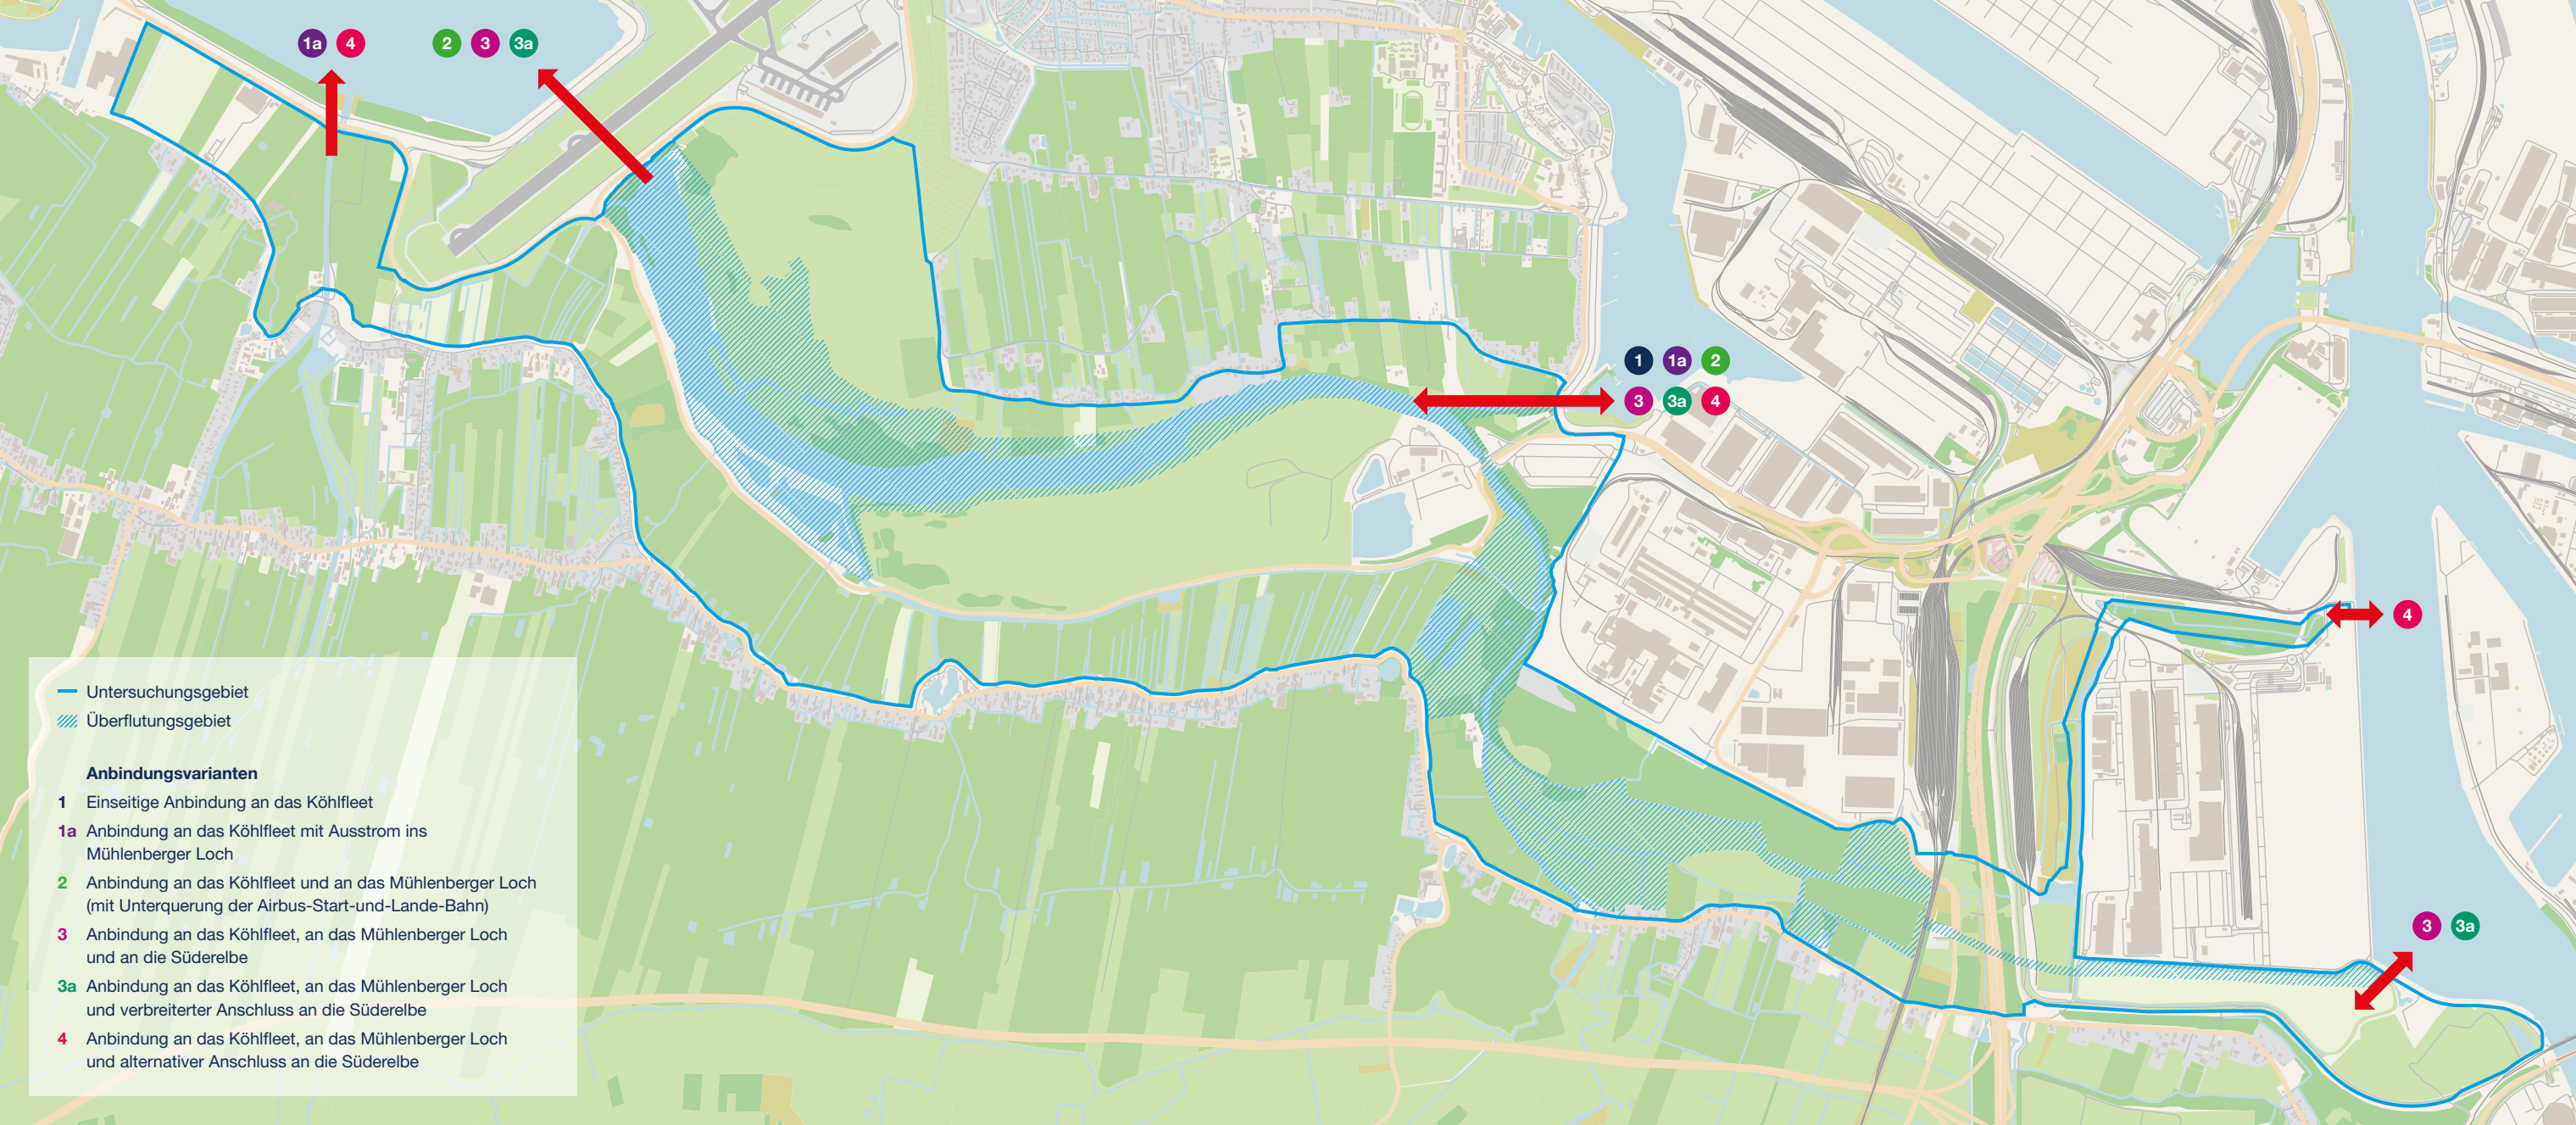 1a 4
2 3 3a
1 1a 2
3 3a 4
4
3 3a
Untersuchungsgebiet
Überflutungsgebiet
Anbindungsvarianten
1 Einseitige Anbindung an das Köhlfleet
1a Anbindung an das Köhlfleet mit Ausstrom ins
Mühlenberger Loch
2 Anbindung an das Köhlfleet und an das Mühlenberger Loch
(mit Unterquerung der Airbus-Start-und-Lande-Bahn)
3 Anbindung an das Köhlfleet, an das Mühlenberger Loch
und an die Süderelbe
3a Anbindung an das Köhlfleet, an das Mühlenberger Loch
und verbreiterter Anschluss an die Süderelbe
4 Anbindung an das Köhlfleet, an das Mühlenberger Loch
und alternativer Anschluss an die Süderelbe